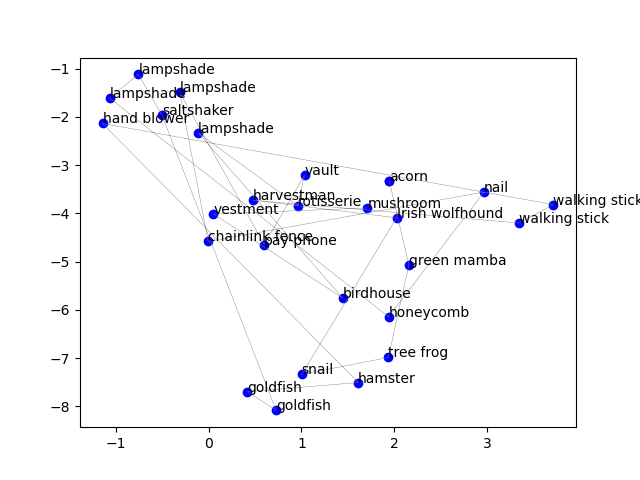 −1
−2
−3
−4
−5
−6
−7
−8
−1
0
1
2
3
lampshade
lampshade
lampshade
saltshaker
hand blower
lampshade
vault
acorn
nail
harvestman
rotisserie
mushroom
walking stick
vestment
Irish wolfhound
walking stick
chainlink fence
pay-phone
green mamba
birdhouse
honeycomb
tree frog
snail
hamster
goldfish
goldfish